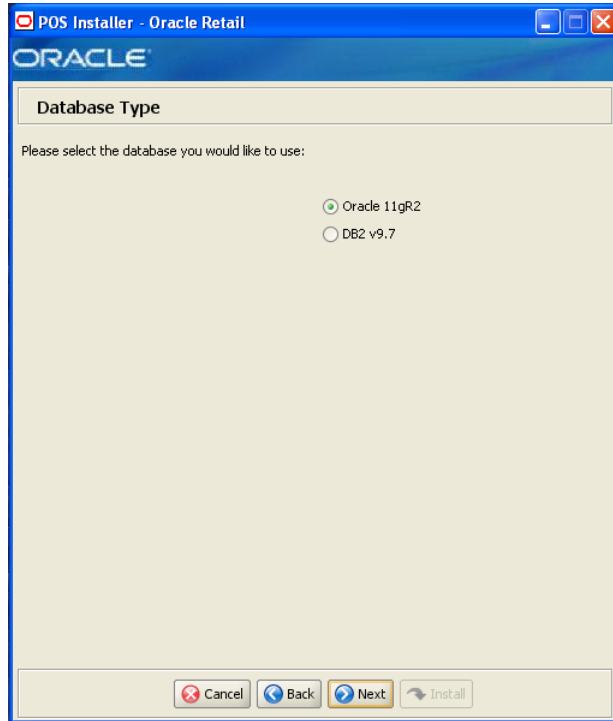 POS Installer - Oracle Retail
ORACLE
Database Type
Please select the database you would like to use:
Oracle 11gR2
DB2 v9.7
Cancel Back Next Install